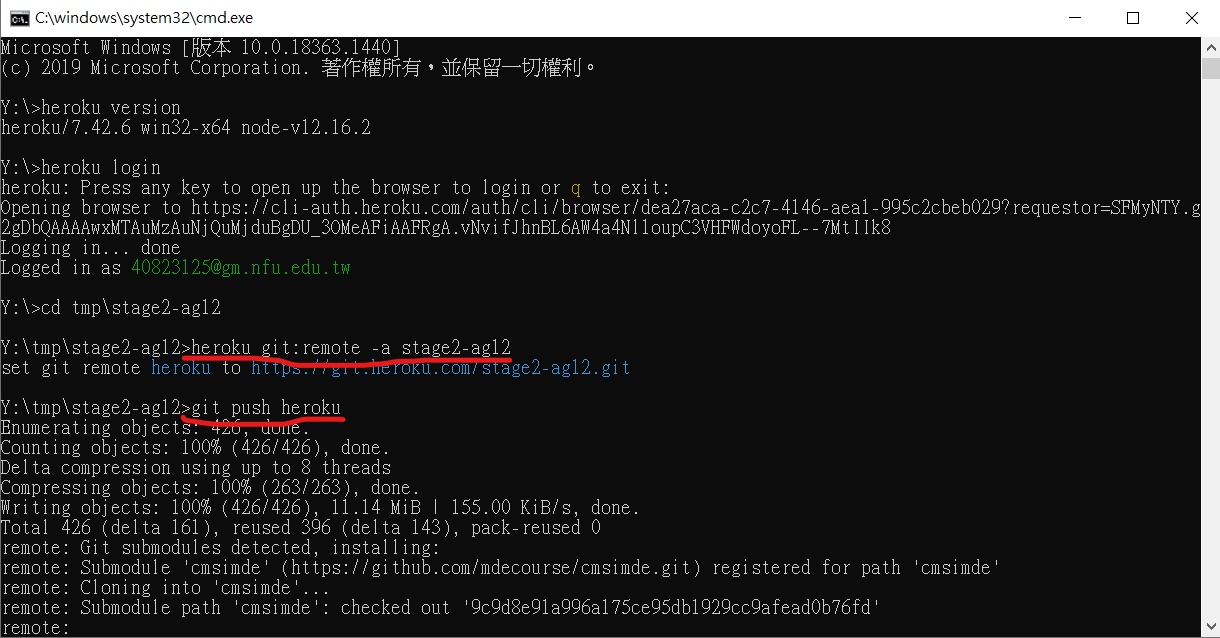 C:\windows\system32\cmd.exe
Microsoft Windows [版本 10.0.18363.1440]
(c) 2019 Microsoft Corporation. 著作權所有，並保留一切權利。
Y:\>heroku version
heroku/7.42.6 win32-x64 node-v12.16.2
Y:\>heroku login
heroku: Press any key to open up the browser to login or q to exit:
Opening browser to https://cli-auth.heroku.com/auth/cli/browser/dea27aca-c2c7-4146-aea1-995c2cbeb029?requestor=SFMyNTY.g
Logging in... done
Logged in as 40823125@gm.nfu.edu.tw
Y:\>cd tmp\stage2-ag12
Y:\tmp\stage2-ag12>heroku git:remote -a stage2-ag12
set git remote heroku to https://git.heroku.com/stage2-ag12.git
Y:\tmp\stage2-ag12>git push heroku
Enumerating objects: 426, done.
Counting objects: 100% (426/426), done.
Delta compression using up to 8 threads
Compressing objects: 100% (263/263), done.
Writing objects: 100% (426/426), 11.14 MiB | 155.00 KiB/s, done.
Total 426 (delta 161), reused 396 (delta 143), pack-reused 0
remote: Git submodules detected, installing:
remote: Submodule 'cmsimde' (https://github.com/mdecourse/cmsimde.git) registered for path 'cmsimde'
remote: Cloning into 'cmsimde'...
remote: Submodule path 'cmsimde': checked out '9c9d8e91a996a175ce95db1929cc9afead0b76fd'
remote: